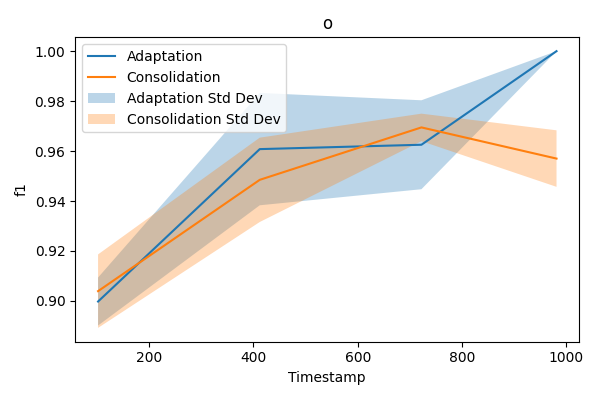 o
Adaptation
Consolidation
Adaptation Std Dev
Consolidation Std Dev
f1
1.00
0.98
0.96
0.94
0.92
0.90
200 400 600 800 1000
Timestamp